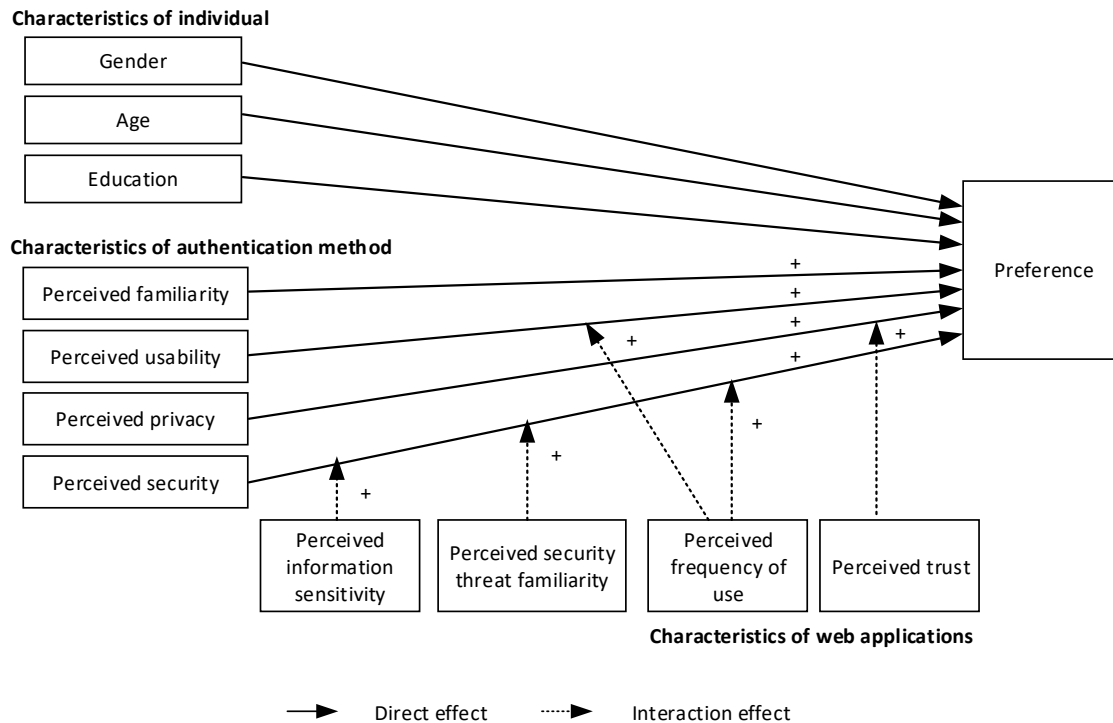 Characteristics of individual
Gender
Age
Education
Characteristics of authentication method
Perceived familiarity
Perceived usability
Perceived privacy
Perceived security
+
+
+
+
+
+
+
+
+
Preference
Perceived
information
sensitivity
Perceived security
threat familiarity
Perceived
frequency of
use
Perceived trust
Characteristics of web applications
Direct effect
Interaction effect